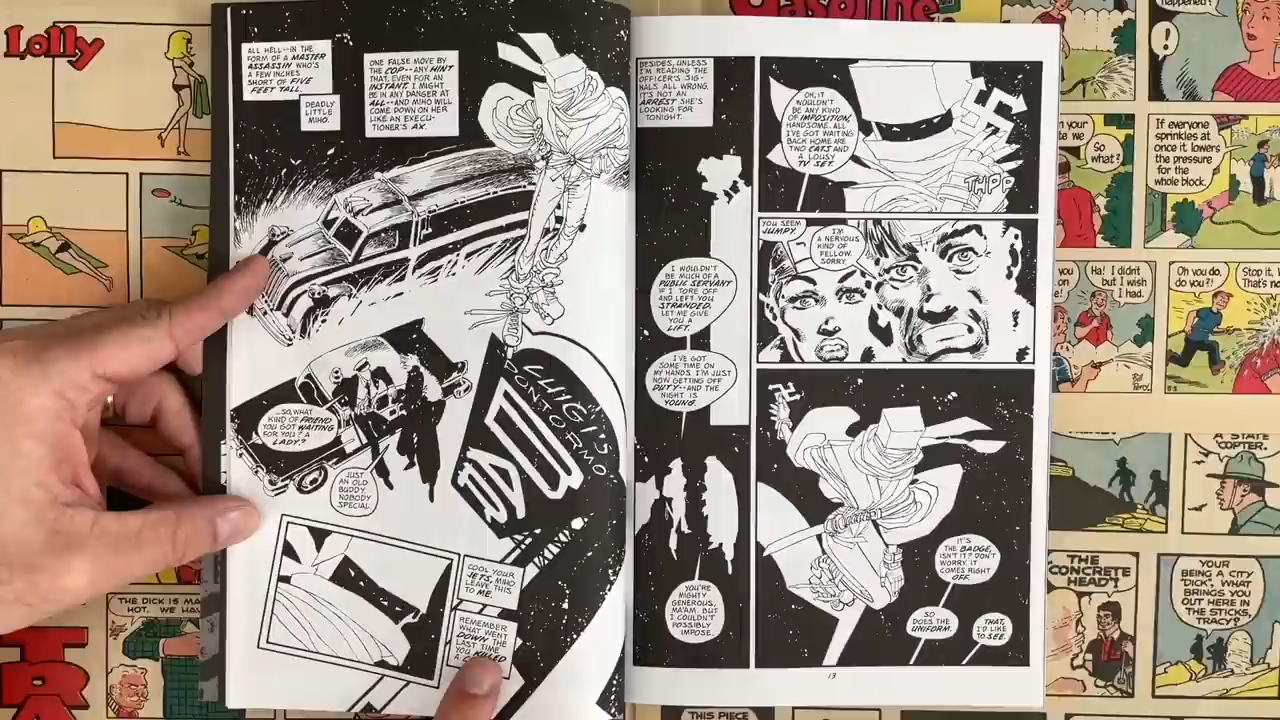 Lolly
ALL HELL--IN THE
FORM OF A MASTER
ASSASSIN WHO'S
A FEW INCHES
SHORT OF FIVE
FEET TALL.
DEADLY
LITTLE
MIHO.
ONE FALSE MOVE BY
THE COP--ANY HINT
THAT, EVEN FOR AN
INSTANT, I MIGHT
BE IN ANY DANGER AT
ALL--AND MIHO WILL
COME DOWN ON HER
LIKE AN EXECU-
TIONER'S AX.
...SO, WHAT
KIND OF FRIEND
YOU GOT WAITING
FOR YOU? A
LADY?
JUST
AN OLD
BUDDY.
NOBODY
SPECIAL.
PONTORMO
COOL YOUR
JETS, MIHO.
LEAVE THIS
TO ME.
REMEMBER
WHAT WENT
DOWN THE
LAST TIME
YOU KILLED
A
BESIDES, UNLESS
I'M READING THE
OFFICER'S SIG-
NALS ALL WRONG,
IT'S NOT AN
ARREST SHE'S
LOOKING FOR
TONIGHT.
I WOULDN'T
BE MUCH OF A
PUBLIC SERVANT
IF I TORE OFF
AND LEFT YOU
STRANDED.
LET ME GIVE
YOU A
LIFT.
I'VE GOT
SOME TIME ON
MY HANDS. I'M JUST
NOW GETTING OFF
DUTY--AND THE
NIGHT IS
YOUNG.
YOU'RE
MIGHTY
GENEROUS,
MA'AM. BUT
I COULDN'T
POSSIBLY
IMPOSE.
OH, IT
WOULDN'T
BE ANY KIND
OF IMPOSITION,
HANDSOME. ALL
I'VE GOT WAITING
BACK HOME ARE
TWO CATS AND
A LOUSY
TV SET.
THPP
YOU SEEM
JUMPY.
I'M
A NERVOUS
KIND OF
FELLOW.
SORRY.
IT'S
THE BADGE,
ISN'T IT? DON'T
WORRY. IT
COMES RIGHT
OFF.
SO
DOES THE
UNIFORM.
THAT,
I'D LIKE
TO SEE.
13
Gasoline
happened?
!
So
what?
If everyone
sprinkles at
once it lowers
the pressure
for the
whole block.
Ha! I didn't
but I wish
I had.
Oh you do,
do you?!
Stop it,
That's
A STATE
COPTER.
THE
"CONCRETE
HEAD"!
YOUR
BEING A CITY
"DICK", WHAT
BRINGS YOU
OUT HERE IN
THE STICKS,
TRACY?
THE DICK IS
HOT. WE
TRA
THIS PIECE